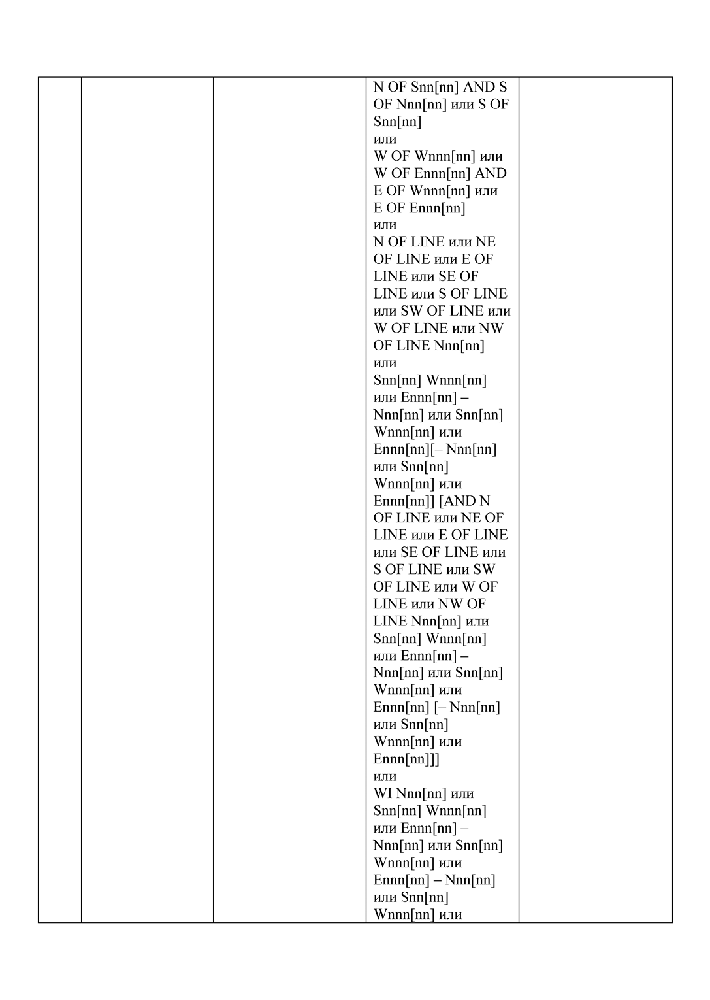 N OF Snn[nn] AND S
OF Nnn[nn] или S OF
Snn[nn]
или
W OF Wnnn[nn] или
W OF Ennn[nn] AND
E OF Wnnn[nn] или
E OF Ennn[nn]
или
N OF LINE или NE
OF LINE или E OF
LINE или SE OF
LINE или S OF LINE
или SW OF LINE или
W OF LINE или NW
OF LINE Nnn[nn]
или
Snn[nn] Wnnn[nn]
или Ennn[nn] –
Nnn[nn] или Snn[nn]
Wnnn[nn] или
Ennn[nn][– Nnn[nn]
или Snn[nn]
Wnnn[nn] или
Ennn[nn]] [AND N
OF LINE или NE OF
LINE или E OF LINE
или SE OF LINE или
S OF LINE или SW
OF LINE или W OF
LINE или NW OF
LINE Nnn[nn] или
Snn[nn] Wnnn[nn]
или Ennn[nn] –
Nnn[nn] или Snn[nn]
Wnnn[nn] или
Ennn[nn] [– Nnn[nn]
или Snn[nn]
Wnnn[nn] или
Ennn[nn]]]
или
WI Nnn[nn] или
Snn[nn] Wnnn[nn]
или Ennn[nn] –
Nnn[nn] или Snn[nn]
Wnnn[nn] или
Ennn[nn] – Nnn[nn]
или Snn[nn]
Wnnn[nn] или